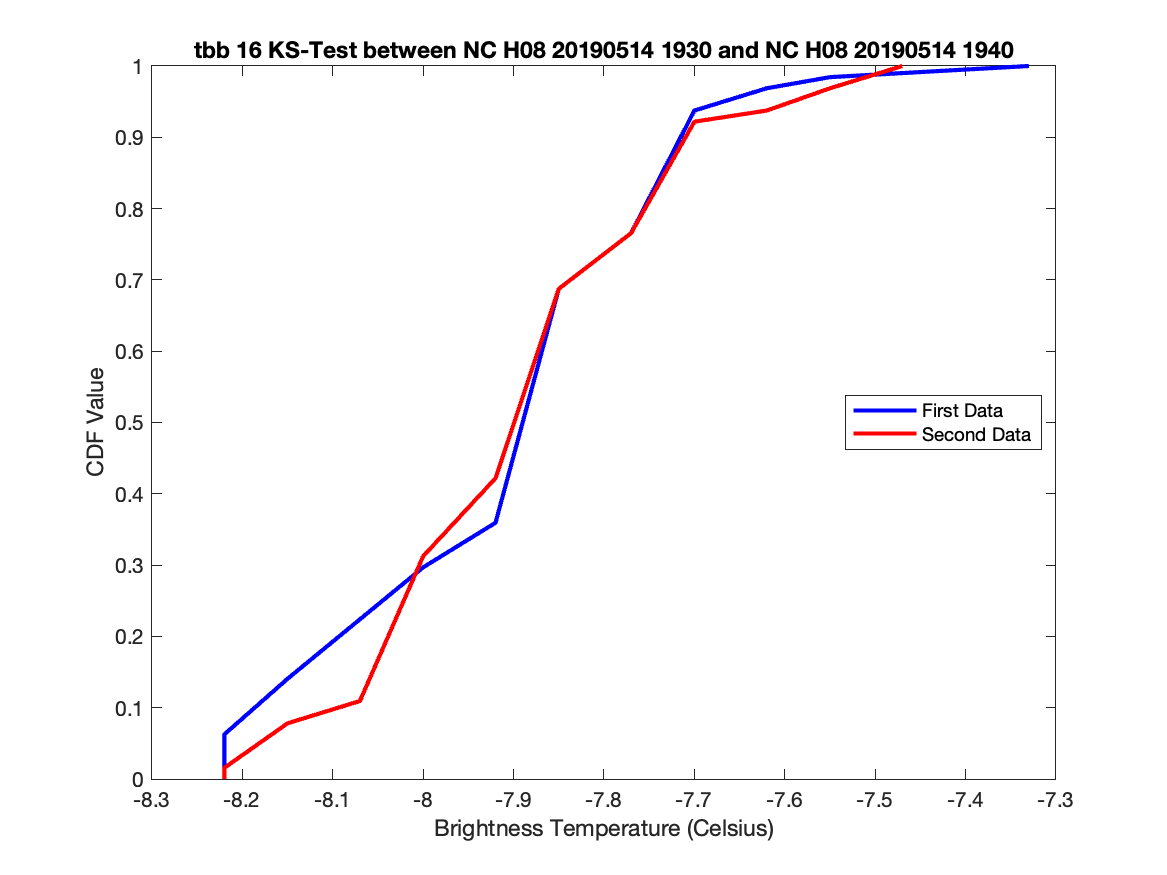 tbb 16 KS-Test between NC H08 20190514 1930 and NC H08 20190514 1940
1
0.9
0.8
0.7
0.6
0.5
0.4
0.3
0.2
0.1
0
CDF Value
First Data
Second Data
-8.3 -8.2 -8.1 -8 -7.9 -7.8 -7.7 -7.6 -7.5 -7.4 -7.3
Brightness Temperature (Celsius)